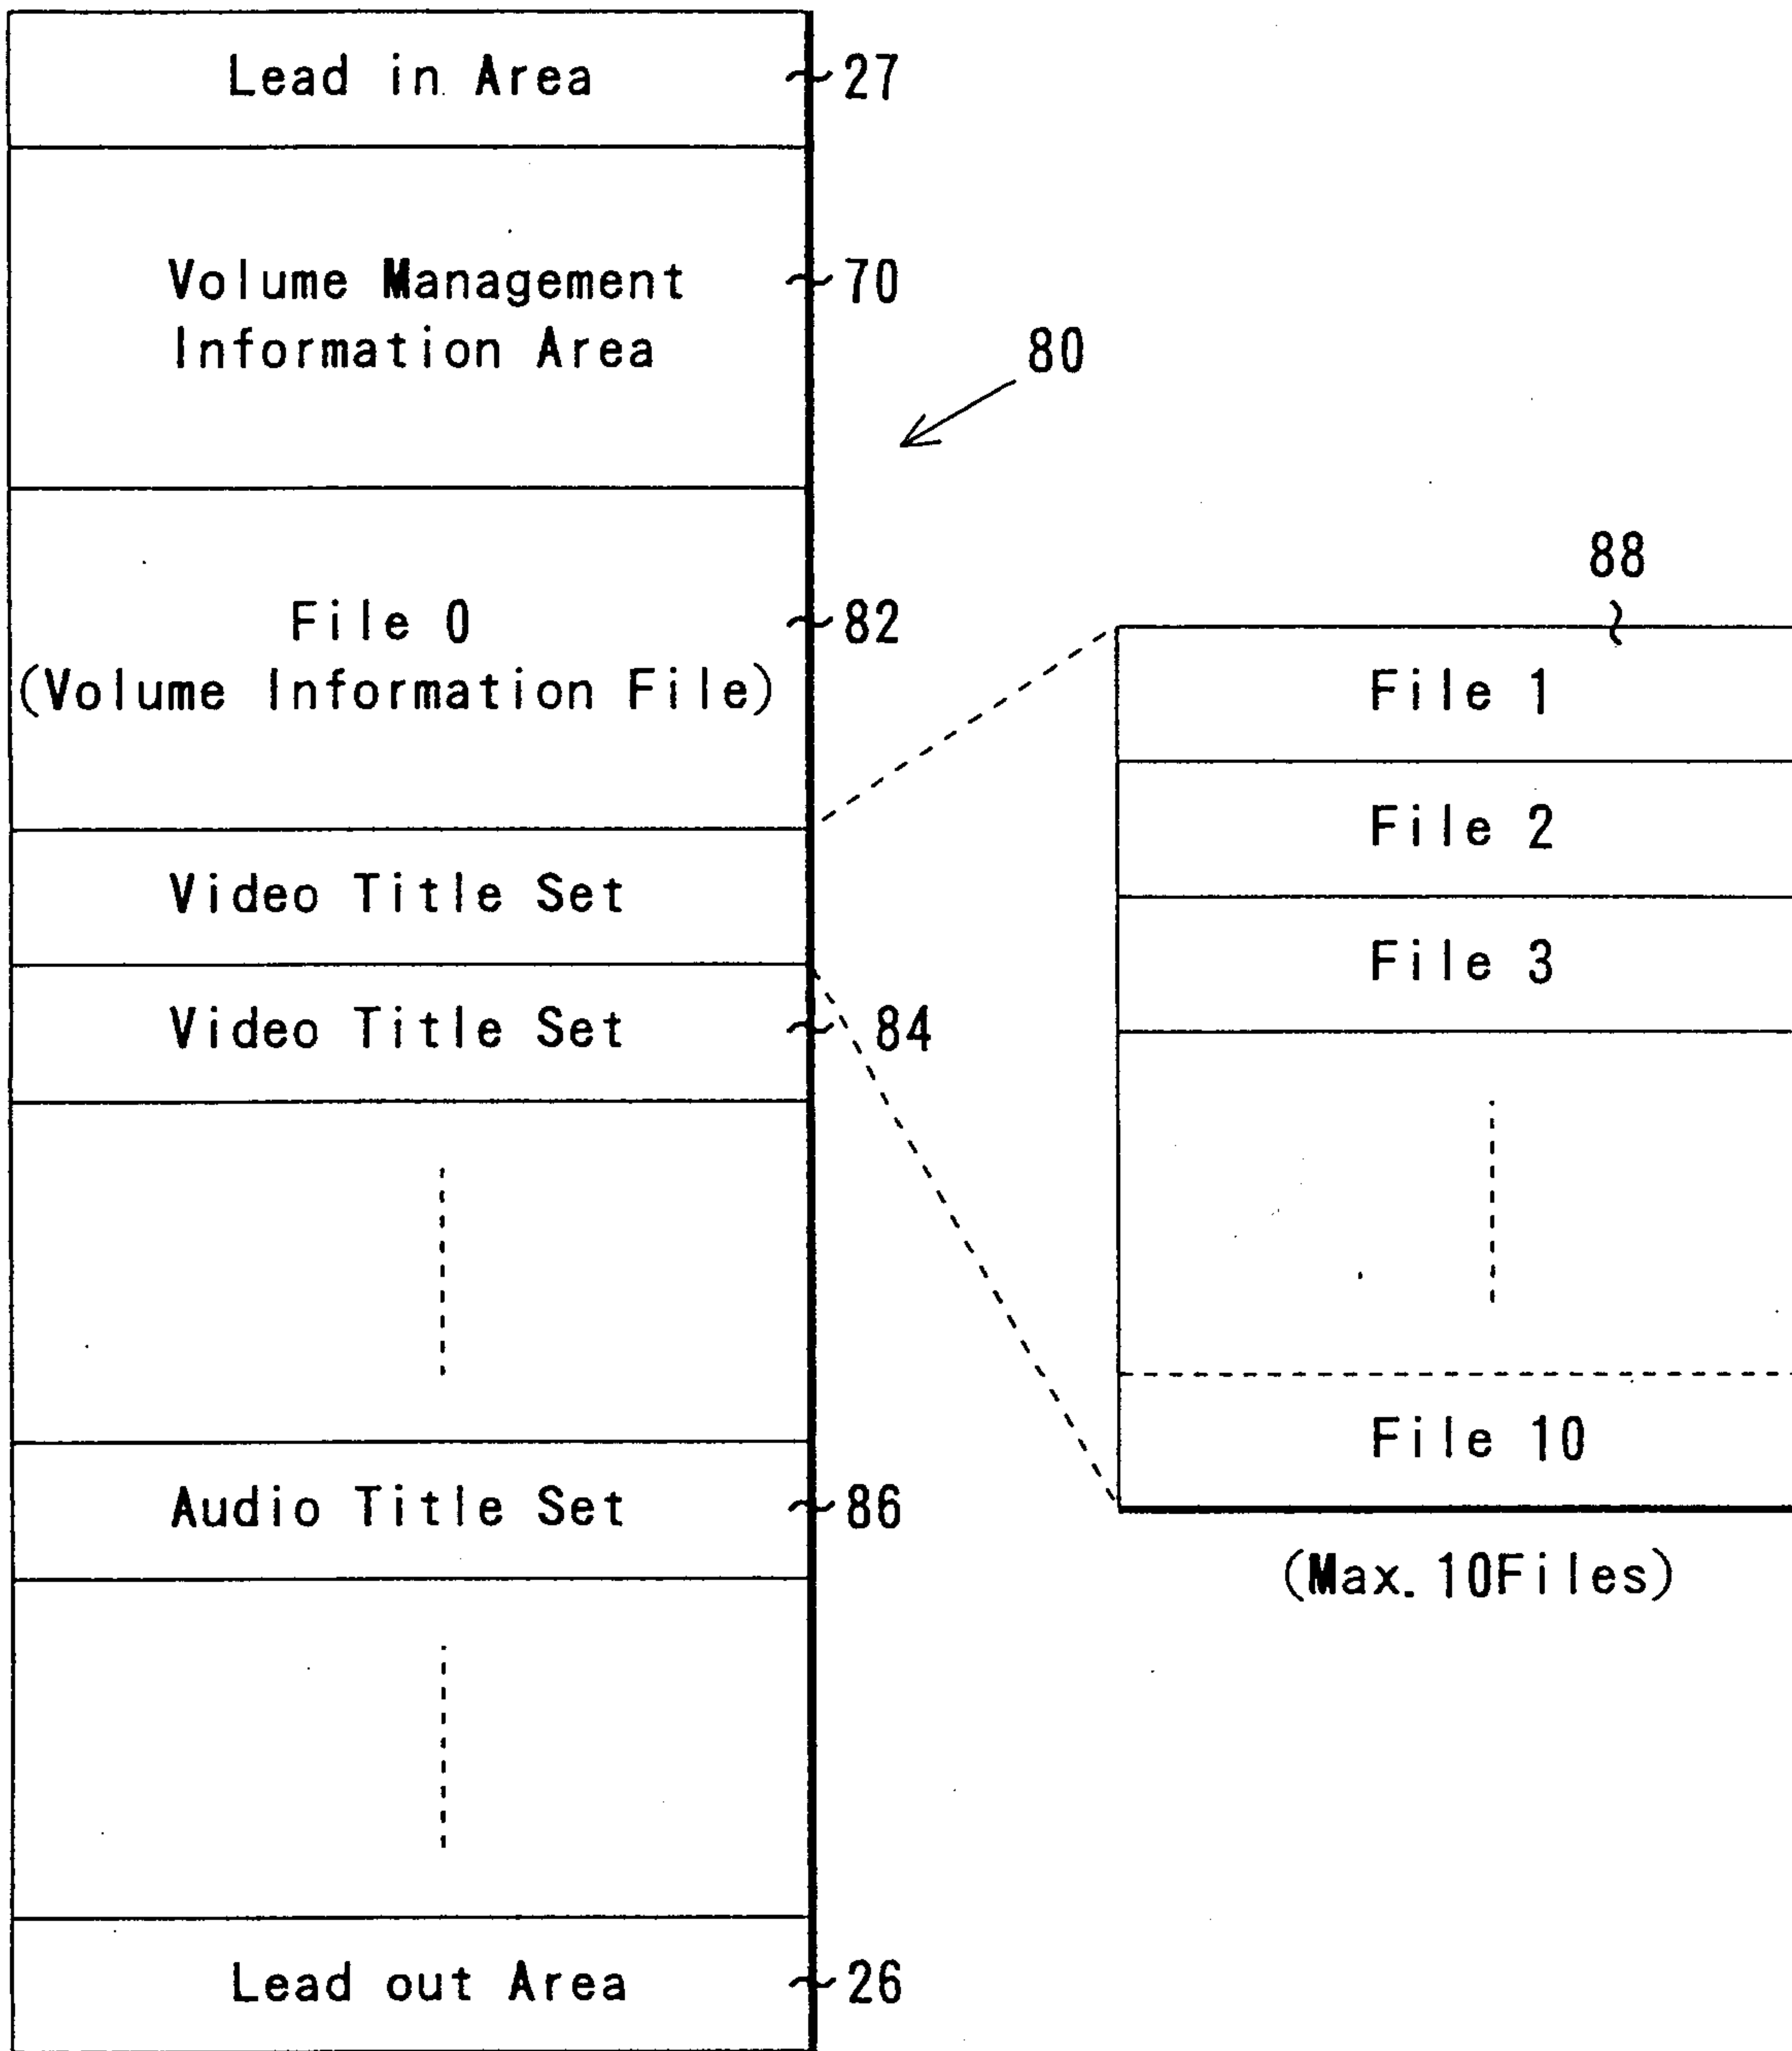 Lead in Area 27
Volume Management
Information Area
70
80
File 0
(Volume Information File)
82
Video Title Set
Video Title Set 84
Audio Title Set 86
Lead out Area 26
88
File 1
File 2
File 3
File 10
(Max. 10Files)